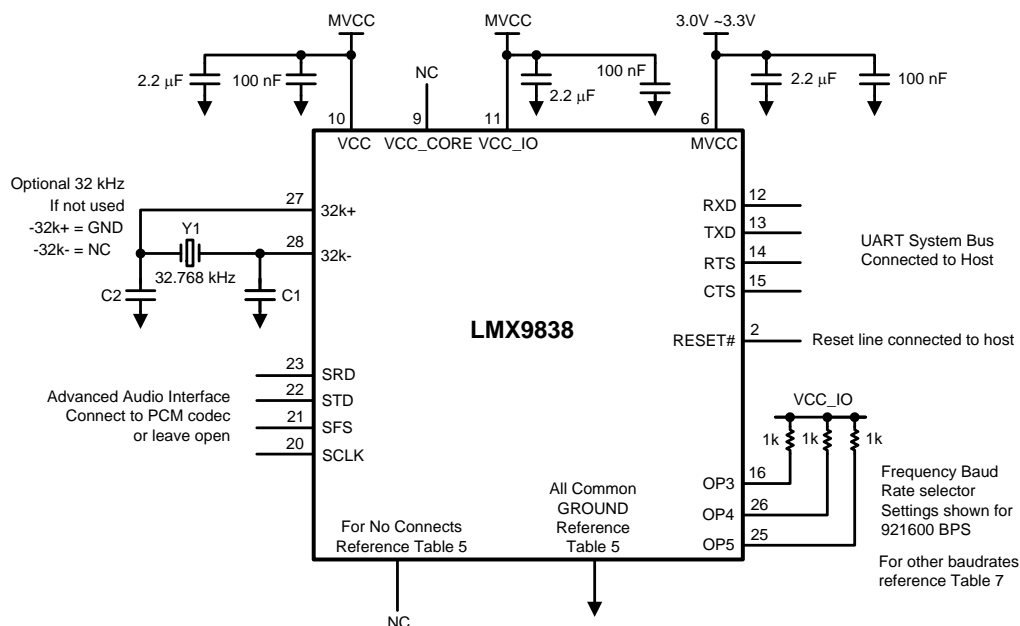 MVCC
MVCC
3.0V ~3.3V
2.2 µF
100 nF
NC
2.2 µF
100 nF
2.2 µF
100 nF
10
9
11
6
VCC
VCC_CORE
VCC_IO
MVCC
Optional 32 kHz
If not used
-32k+ = GND
-32k- = NC
27
32k+
Y1
28
32k-
32.768 kHz
C2
C1
RXD
12
TXD
13
RTS
14
CTS
15
UART System Bus
Connected to Host
LMX9838
RESET#
2
Reset line connected to host
Advanced Audio Interface
Connect to PCM codec
or leave open
23
SRD
22
STD
21
SFS
20
SCLK
VCC_IO
1k
1k
1k
OP3
16
OP4
26
OP5
25
Frequency Baud
Rate selector
Settings shown for
921600 BPS
For other baudrates
reference Table 7
For No Connects
Reference Table 5
All Common
GROUND
Reference
Table 5
NC